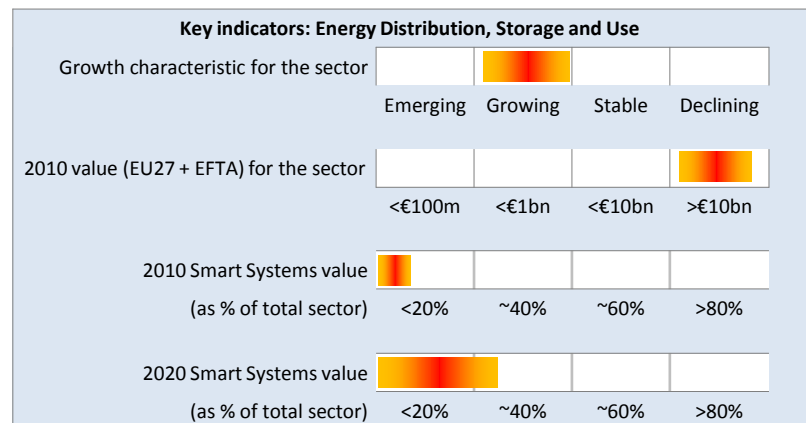 Key indicators: Energy Distribution, Storage and Use
Growth characteristic for the sector
Emerging Growing Stable Declining
2010 value (EU27 + EFTA) for the sector
<€100m <€1bn <€10bn >€10bn
2010 Smart Systems value
(as % of total sector) <20% ~40% ~60% >80%
2020 Smart Systems value
(as % of total sector) <20% ~40% ~60% >80%